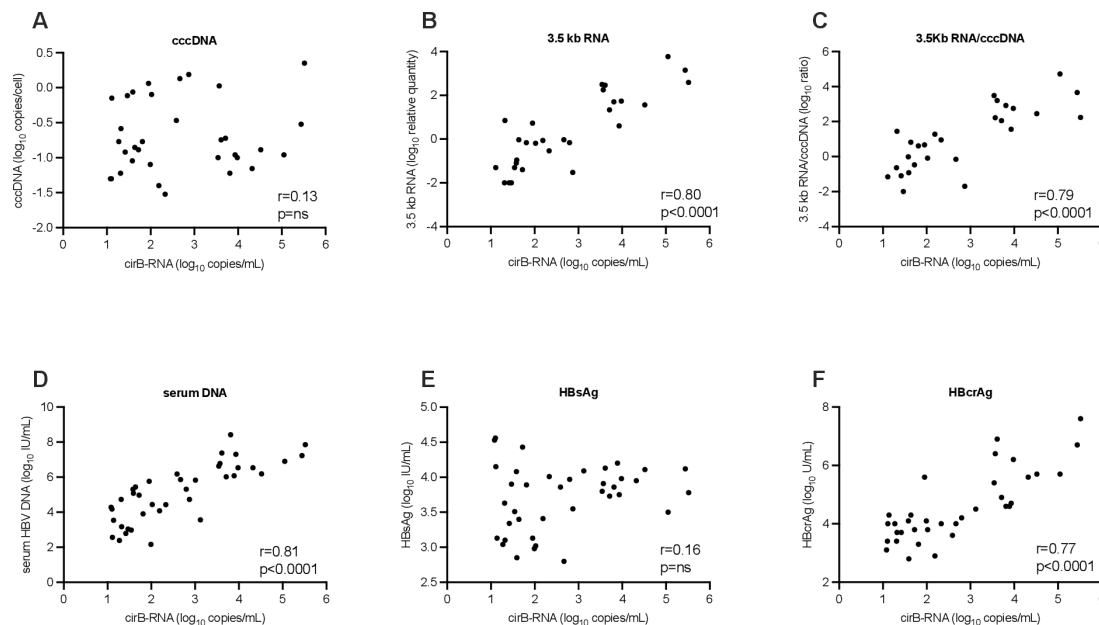 A
cccDNA
cccDNA (log10 copies/cell)
0.5
0.0
-0.5
-1.0
-1.5
-2.0
0 1 2 3 4 5 6
cirB-RNA (log10 copies/mL)
r=0.13
p=ns
B
3.5 kb RNA
3.5 kb RNA (log10 relative quantity)
4
2
0
-2
-4
0 1 2 3 4 5 6
cirB-RNA (log10 copies/mL)
r=0.80
p<0.0001
C
3.5Kb RNA/cccDNA
3.5 kb RNA/cccDNA (log10 ratio)
6
4
2
0
-2
-4
0 1 2 3 4 5
cirB-RNA (log10 copies/mL)
r=0.79
p<0.0001
D
serum DNA
serum HBV DNA (log10 IU/mL)
10
8
6
4
2
0
0 1 2 3 4 5 6
cirB-RNA (log10 copies/mL)
r=0.81
p<0.0001
E
HBsAg
HBsAg (log10 IU/mL)
5.0
4.5
4.0
3.5
3.0
2.5
0 1 2 3 4 5 6
cirB-RNA (log10 copies/mL)
r=0.16
p=ns
F
HBcrAg
HBcrAg (log10 U/mL)
8
6
4
2
0 1 2 3 4 5
cirB-RNA (log10 copies/mL)
r=0.77
p<0.0001